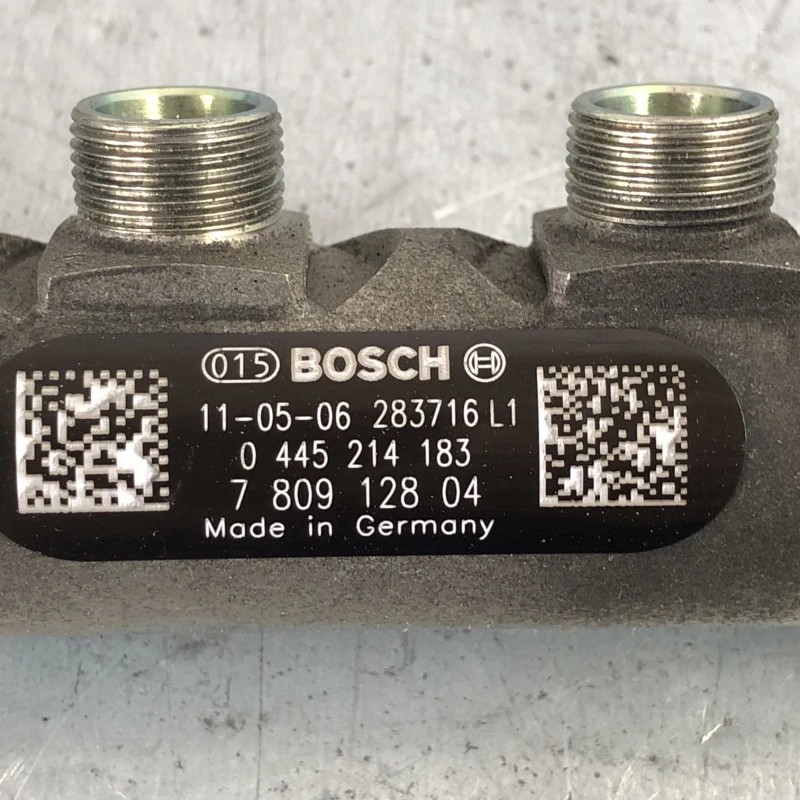 015 BOSCH
11-05-06 283716 L1
0 445 214 183
7 809 128 04
Made in Germany